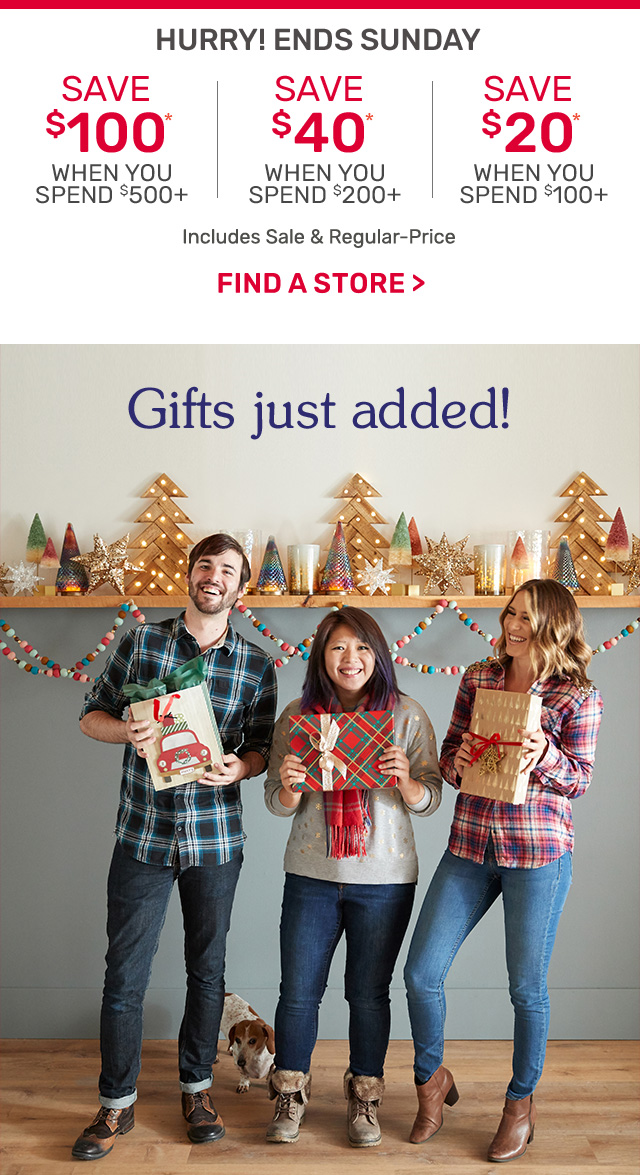 HURRY! ENDS SUNDAY
SAVE
$100*
WHEN YOU
SPEND $500+
SAVE
$40*
WHEN YOU
SPEND $200+
SAVE
$20*
WHEN YOU
SPEND $100+
Includes Sale & Regular-Price
FIND A STORE >
Gifts just added!